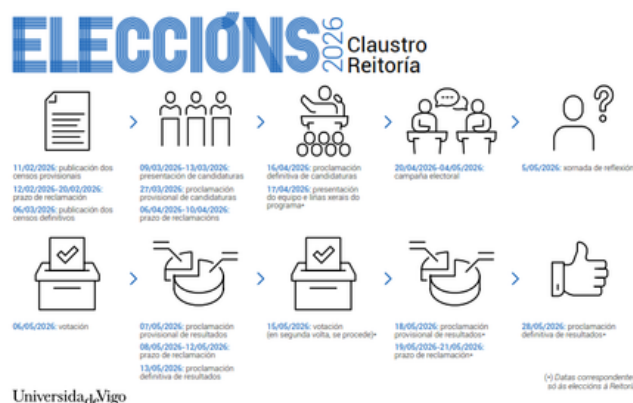 ELECCIÓNS
2026
Claustro
Reitoría
11/02/2026: publicación dos
censos provisionais
12/02/2026-20/02/2026:
prazo de reclamación
06/03/2026: publicación dos
censos definitivos
09/03/2026-13/03/2026:
presentación de candidaturas
27/03/2026: proclamación
provisional de candidaturas
06/04/2026-10/04/2026:
prazo de reclamacións
16/04/2026: proclamación
definitiva de candidaturas
17/04/2026: presentación
do equipo e liñas xerais do
programa*
20/04/2026-04/05/2026:
campaña electoral
5/05/2026: xornada de reflexión
06/05/2026: votación
07/05/2026: proclamación
provisional de resultados
08/05/2026-12/05/2026:
prazo de reclamación
13/05/2026: proclamación
definitiva de resultados
15/05/2026: votación
(en segunda volta, se procede)*
18/05/2026: proclamación
provisional de resultados*
19/05/2026-21/05/2026:
prazo de reclamación*
28/05/2026: proclamación
definitiva de resultados*
(*) Datas correspondente
só ás eleccións á Reitoría
Universidade de Vigo